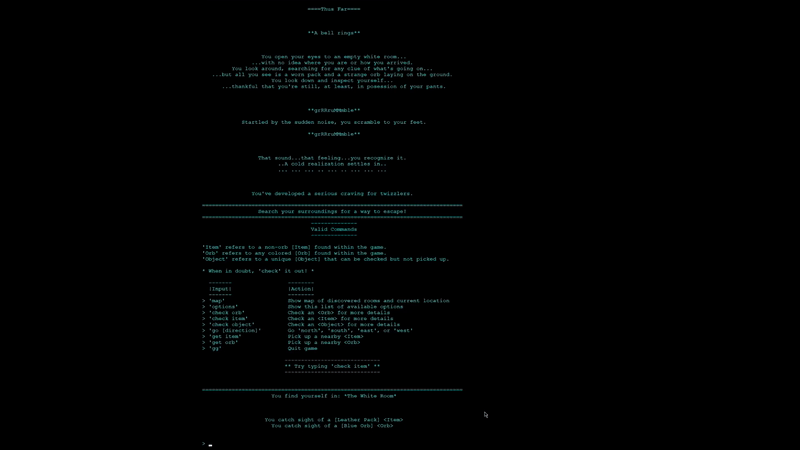 ====Thus Far====
**A bell rings**
You open your eyes to an empty white room...
...with no idea where you are or how you arrived.
You look around, searching for any clue of what's going on...
...but all you see is a worn pack and a strange orb laying on the ground.
You look down and inspect yourself...
...thankful that you're still, at least, in posession of your pants.
**grRRruMMmble**
Startled by the sudden noise, you scramble to your feet.
**grRRruMMmble**
That sound...that feeling...you recognize it.
..A cold realization settles in..
... ... ... .. ... .. ... ... ...
You've developed a serious craving for twizzlers.
================================================================
Search your surroundings for a way to escape!
================================================================
-------------
Valid Commands
-------------
'Item' refers to a non-orb [Item] found within the game.
'Orb' refers to any colored [Orb] found within the game.
'Object' refers to a unique [Object] that can be checked but not picked up.
* When in doubt, 'check' it out! *
------- --------
|Input| |Action|
------- --------
> 'map' Show map of discovered rooms and current location
> 'options' Show this list of available options
> 'check orb' Check an <Orb> for more details
> 'check item' Check an <Item> for more details
> 'check object' Check an <Object> for more details
> 'go [direction]' Go 'north', 'south', 'east', or 'west'
> 'get item' Pick up a nearby <Item>
> 'get orb' Pick up a nearby <Orb>
> 'gg' Quit game
-----------------------------
** Try typing 'check item' **
-----------------------------
================================================================
You find yourself in: *The White Room*
You catch sight of a [Leather Pack] <Item>
You catch sight of a [Blue Orb] <Orb>
> _